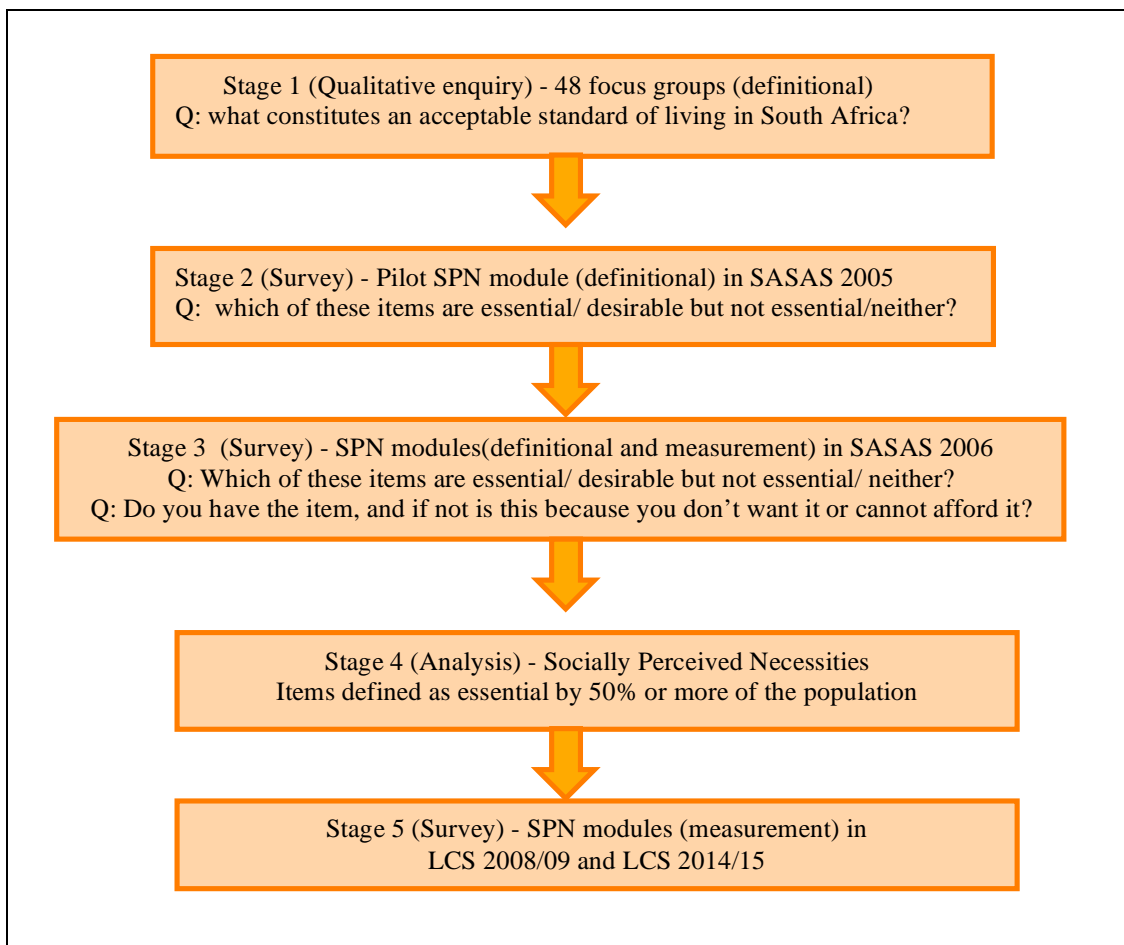 Stage 1 (Qualitative enquiry) - 48 focus groups (definitional)
Q: what constitutes an acceptable standard of living in South Africa?
Stage 2 (Survey) - Pilot SPN module (definitional) in SASAS 2005
Q:  which of these items are essential/ desirable but not essential/neither?
Stage 3  (Survey) - SPN modules(definitional and measurement) in SASAS 2006
Q: Which of these items are essential/ desirable but not essential/ neither?
Q: Do you have the item, and if not is this because you don’t want it or cannot afford it?
Stage 4 (Analysis) - Socially Perceived Necessities
Items defined as essential by 50% or more of the population
Stage 5 (Survey) - SPN modules (measurement) in
LCS 2008/09 and LCS 2014/15